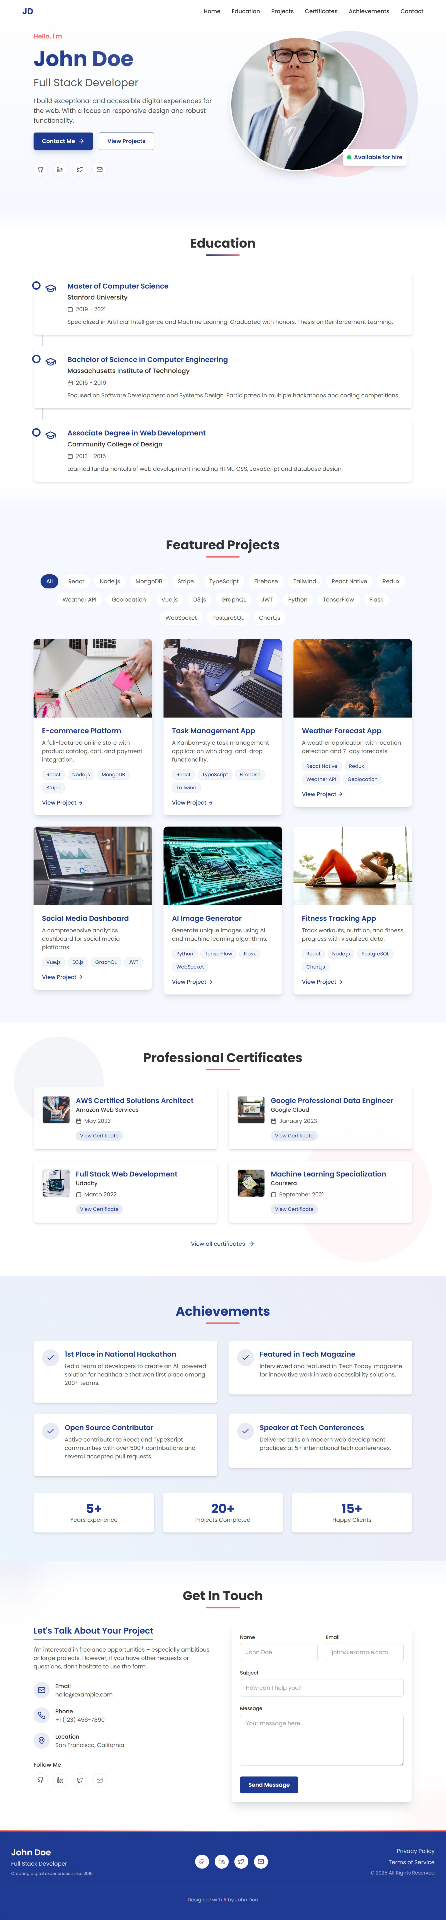 JD
Home Education Projects Certificates Achievements Contact
Hello, I'm
John Doe
Full Stack Developer
I build exceptional and accessible digital experiences for
the web. With a focus on responsive design and robust
functionality.
Contact Me → View Projects
Available for hire
Education
Master of Computer Science
Stanford University
2019 - 2021
Specialized in Artificial Intelligence and Machine Learning. Graduated with honors. Thesis on Reinforcement Learning.
Bachelor of Science in Computer Engineering
Massachusetts Institute of Technology
2015 - 2019
Focused on Software Development and Systems Design. Participated in multiple hackathons and coding competitions.
Associate Degree in Web Development
Community College of Design
2013 - 2015
Learned fundamentals of web development including HTML, CSS, JavaScript and database design.
Featured Projects
All React Node.js MongoDB Stripe TypeScript Firebase Tailwind React Native Redux
Weather API Geolocation Vue.js D3.js GraphQL JWT Python TensorFlow Flask
WebSocket PostgreSQL Chart.js
E-commerce Platform
A full-featured online store with
product catalog, cart, and payment
integration.
React Node.js MongoDB
Stripe
View Project →
Task Management App
A Kanban-style task management
application with drag-and-drop
functionality.
React TypeScript Firebase
Tailwind
View Project →
Weather Forecast App
A weather application with location
detection and 7-day forecasts.
React Native Redux
Weather API Geolocation
View Project →
Social Media Dashboard
A comprehensive analytics
dashboard for social media
platforms.
Vue.js D3.js GraphQL JWT
View Project →
AI Image Generator
Generate unique images using AI
and machine learning algorithms.
Python TensorFlow Flask
WebSocket
View Project →
Fitness Tracking App
Track workouts, nutrition, and fitness
progress with visualized data.
React Node.js PostgreSQL
Chart.js
View Project →
Professional Certificates
AWS Certified Solutions Architect
Amazon Web Services
May 2023
View Certificate
Google Professional Data Engineer
Google Cloud
January 2023
View Certificate
Full Stack Web Development
Udacity
March 2022
View Certificate
Machine Learning Specialization
Coursera
September 2021
View Certificate
View all certificates →
Achievements
1st Place in National Hackathon
Led a team of developers to create an AI-powered
solution for healthcare that won first place among
200+ teams.
Featured in Tech Magazine
Interviewed and featured in Tech Today magazine
for innovative work in web accessibility solutions.
Open Source Contributor
Active contributor to React and TypeScript
communities with over 500+ contributions and
several accepted pull requests.
Speaker at Tech Conferences
Delivered talks on modern web development
practices at 5+ international tech conferences.
5+
Years Experience
20+
Projects Completed
15+
Happy Clients
Get In Touch
Let's Talk About Your Project
I'm interested in freelance opportunities – especially ambitious
or large projects. However, if you have other requests or
questions, don't hesitate to use the form.
Email
hello@example.com
Phone
+1 (123) 456-7890
Location
San Francisco, California
Follow Me
Name Email
John Doe john@example.com
Subject
How can I help you?
Message
Your message here...
Send Message
John Doe
Full Stack Developer
Creating digital experiences since
Privacy Policy
Terms of Service
© 2025 All Rights Reserved
Designed with by John Doe